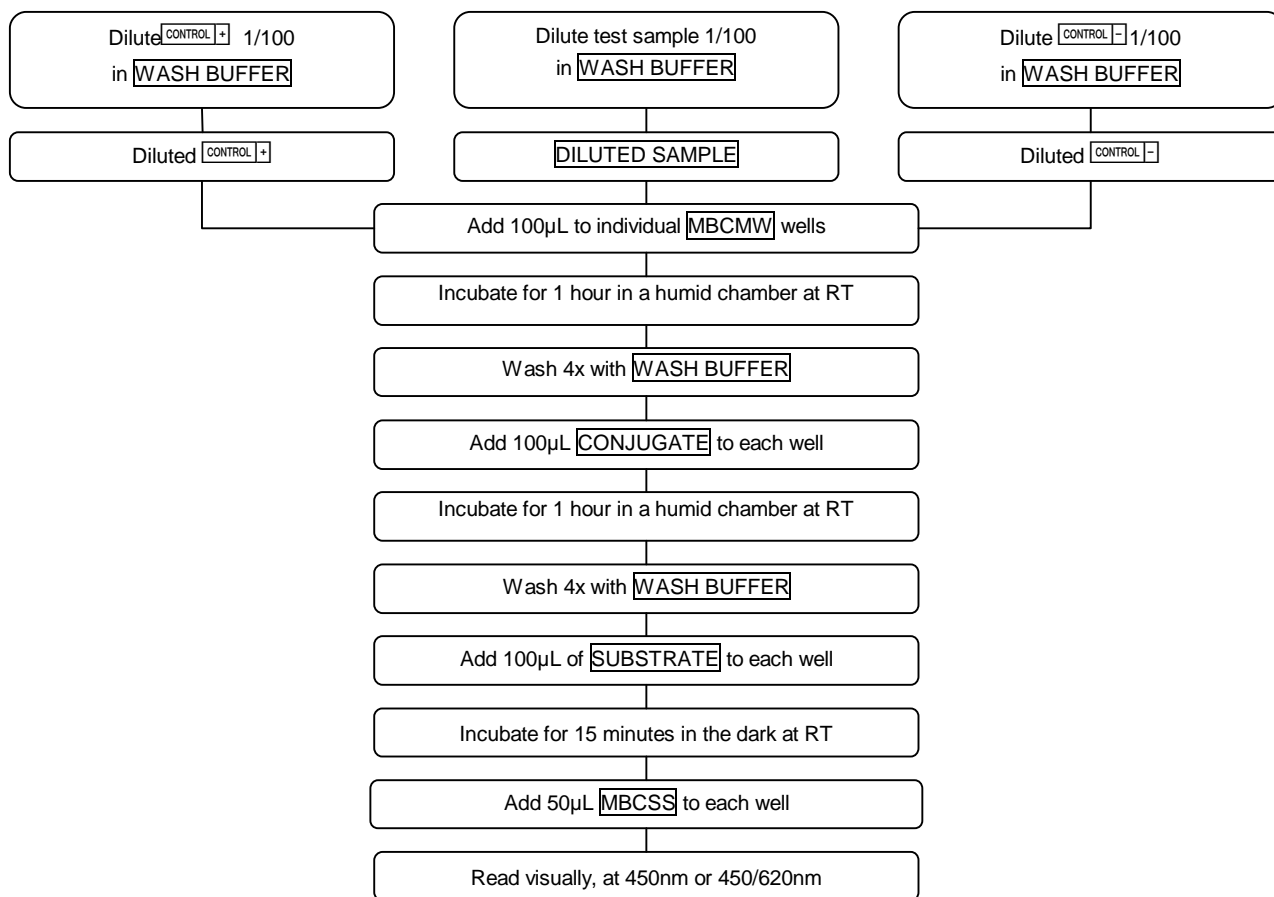 Dilute CONTROL + 1/100
in WASH BUFFER
Dilute test sample 1/100
in WASH BUFFER
Dilute CONTROL - 1/100
in WASH BUFFER
Diluted CONTROL +
DILUTED SAMPLE
Diluted CONTROL -
Add 100µL to individual MBCMW wells
Incubate for 1 hour in a humid chamber at RT
Wash 4x with WASH BUFFER
Add 100µL CONJUGATE to each well
Incubate for 1 hour in a humid chamber at RT
Wash 4x with WASH BUFFER
Add 100µL of SUBSTRATE to each well
Incubate for 15 minutes in the dark at RT
Add 50µL MBCSS to each well
Read visually, at 450nm or 450/620nm